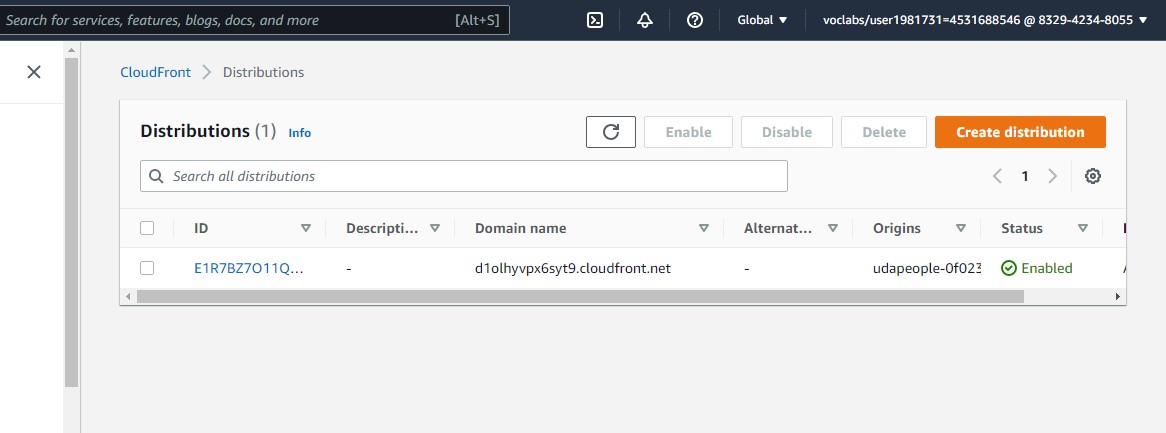 Search for services, features, blogs, docs, and more [Alt+S] Global voclabs/user1981731=4531688546 @ 8329-4234-8055
CloudFront Distributions
Distributions (1) Info Enable Disable Delete Create distribution
Search all distributions 1
ID Descripti... Domain name Alternat... Origins Status
E1R7BZ7O11Q... - d1olhyvpx6syt9.cloudfront.net - udapeople-0f023 Enabled